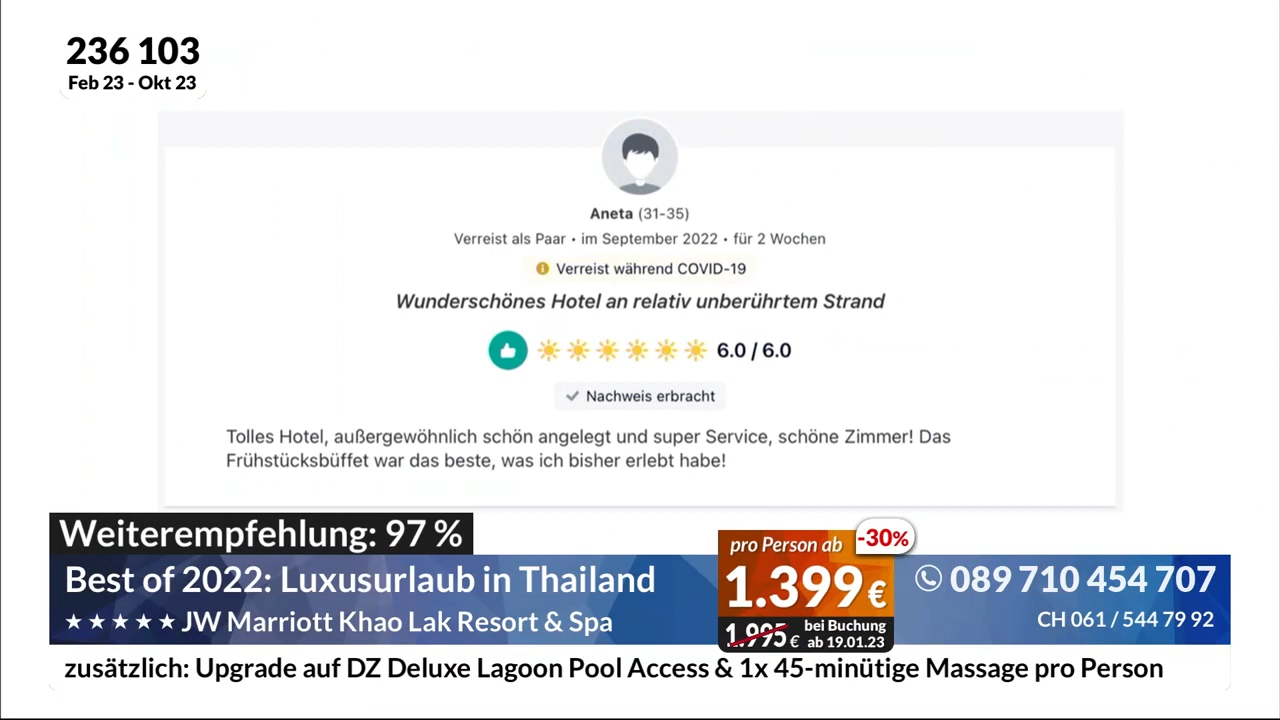 236 103
Feb 23 - Okt 23
Aneta (31-35)
Verreist als Paar • im September 2022 • für 2 Wochen
Verreist während COVID-19
Wunderschönes Hotel an relativ unberührtem Strand
6.0 / 6.0
Nachweis erbracht
Tolles Hotel, außergewöhnlich schön angelegt und super Service, schöne Zimmer! Das
Frühstücksbüffet war das beste, was ich bisher erlebt habe!
Weiterempfehlung: 97 %
Best of 2022: Luxusurlaub in Thailand
★★★★★ JW Marriott Khao Lak Resort & Spa
pro Person ab
-30%
1.399 €
1.995 €
bei Buchung
ab 19.01.23
089 710 454 707
CH 061 / 544 79 92
zusätzlich: Upgrade auf DZ Deluxe Lagoon Pool Access & 1x 45-minütige Massage pro Person